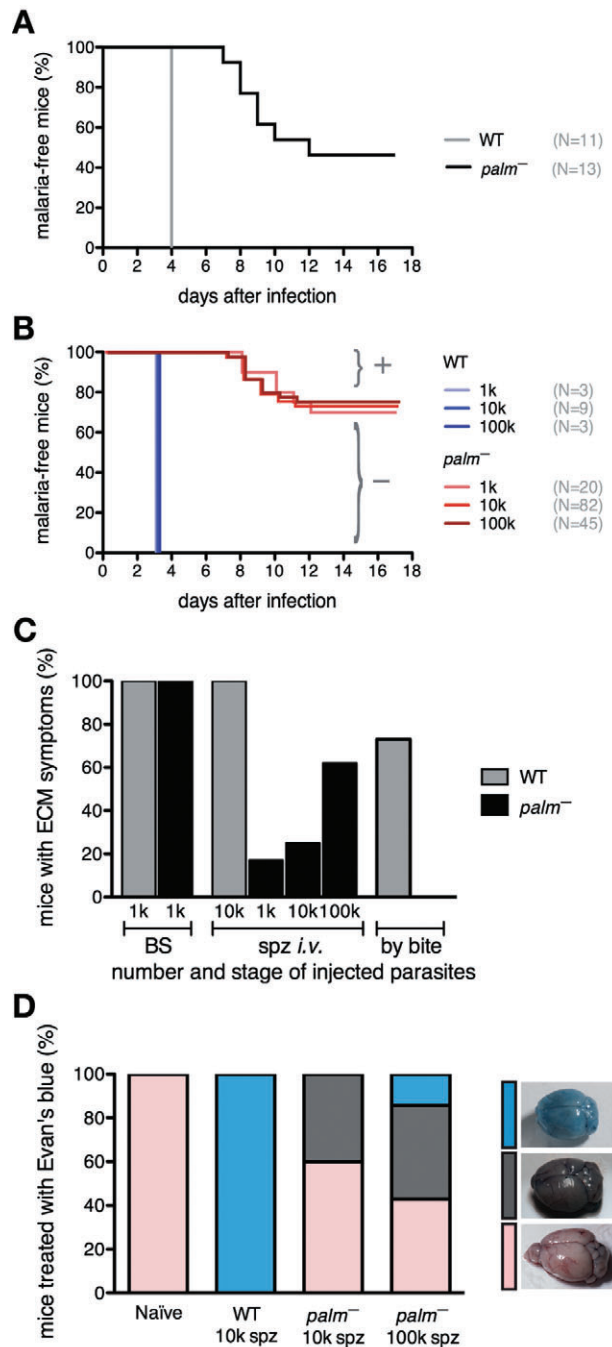 A
malaria-free mice (%)
100
80
60
40
20
0
0 2 4 6 8 10 12 14 16 18
days after infection
WT (N=11)
palm– (N=13)
B
malaria-free mice (%)
100
80
60
40
20
0
+
–
0 2 4 6 8 10 12 14 16 18
days after infection
WT
1k (N=3)
10k (N=9)
100k (N=3)
palm–
1k (N=20)
10k (N=82)
100k (N=45)
C
mice with ECM symptoms (%)
100
80
60
40
20
0
1k 1k 10k 1k 10k 100k
BS spz i.v. by bite
number and stage of injected parasites
WT
palm–
D
mice treated with Evan's blue (%)
100
80
60
40
20
0
Naïve WT palm– palm–
10k spz 10k spz 100k spz